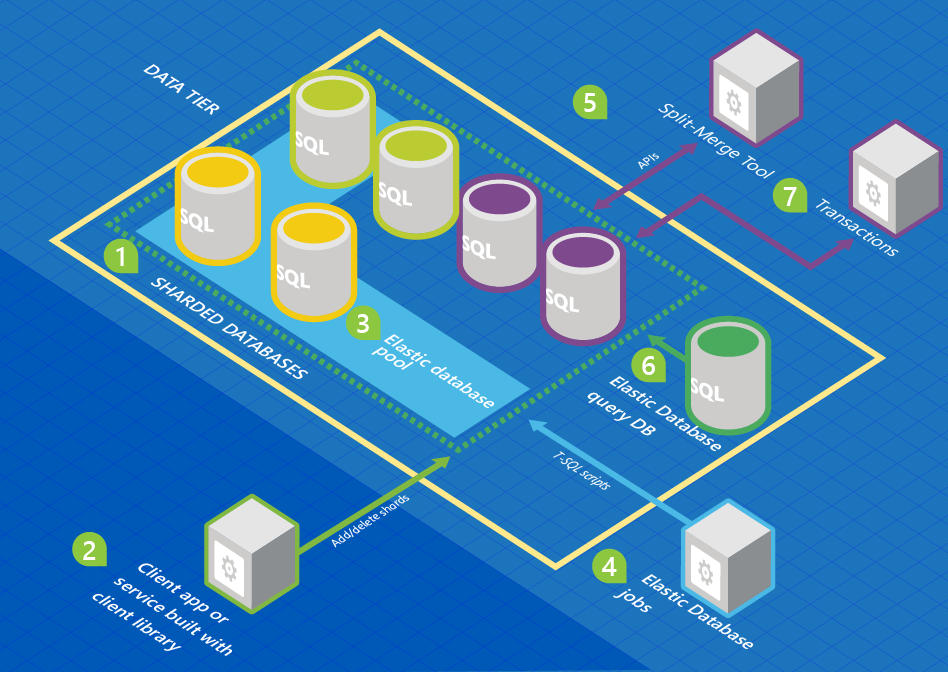 DATA TIER
SQL
SQL
SQL
SQL
SQL
SQL
SQL
1
SHARDED DATABASES
3
Elastic database
pool
5
Split-Merge Tool
APIs
7
Transactions
6
Elastic Database
query DB
T-SQL scripts
4
Elastic Database
jobs
Add/delete shards
2
Client app or
service built with
client library